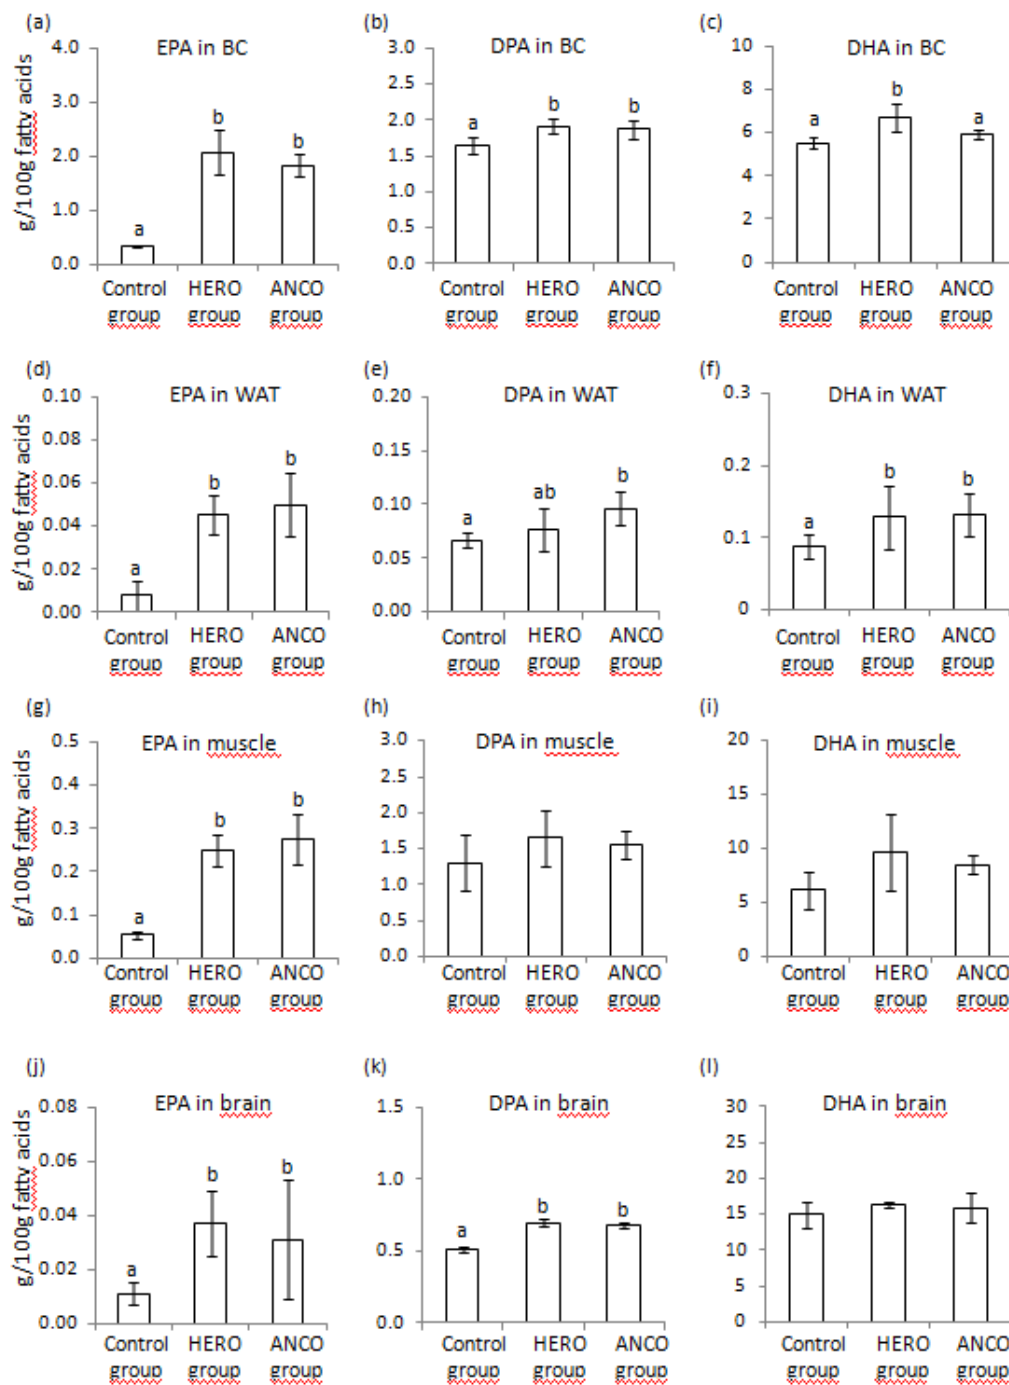 (a) (b) (c)
EPA in BC DPA in BC DHA in BC
g/100g fatty acids
4.0
3.0
2.0
1.0
0.0
a b b
Control HERO ANCO
group group group
3.0
2.5
2.0
1.5
1.0
0.5
0.0
a b b
Control HERO ANCO
group group group
10
8
6
4
2
0
a b a
Control HERO ANCO
group group group
(d) (e) (f)
EPA in WAT DPA in WAT DHA in WAT
g/100g fatty acids
0.10
0.08
0.06
0.04
0.02
0.00
a b b
Control HERO ANCO
group group group
0.20
0.15
0.10
0.05
0.00
a ab b
Control HERO ANCO
group group group
0.3
0.2
0.1
0
a b b
Control HERO ANCO
group group group
(g) (h) (i)
EPA in muscle DPA in muscle DHA in muscle
g/100g fatty acids
0.5
0.4
0.3
0.2
0.1
0.0
a b b
Control HERO ANCO
group group group
3.0
2.5
2.0
1.5
1.0
0.5
0.0
Control HERO ANCO
group group group
20
15
10
5
0
Control HERO ANCO
group group group
(j) (k) (l)
EPA in brain DPA in brain DHA in brain
g/100g fatty acids
0.08
0.06
0.04
0.02
0.00
a b b
Control HERO ANCO
group group group
1.5
1.0
0.5
0.0
a b b
Control HERO ANCO
group group group
30
25
20
15
10
5
0
Control HERO ANCO
group group group